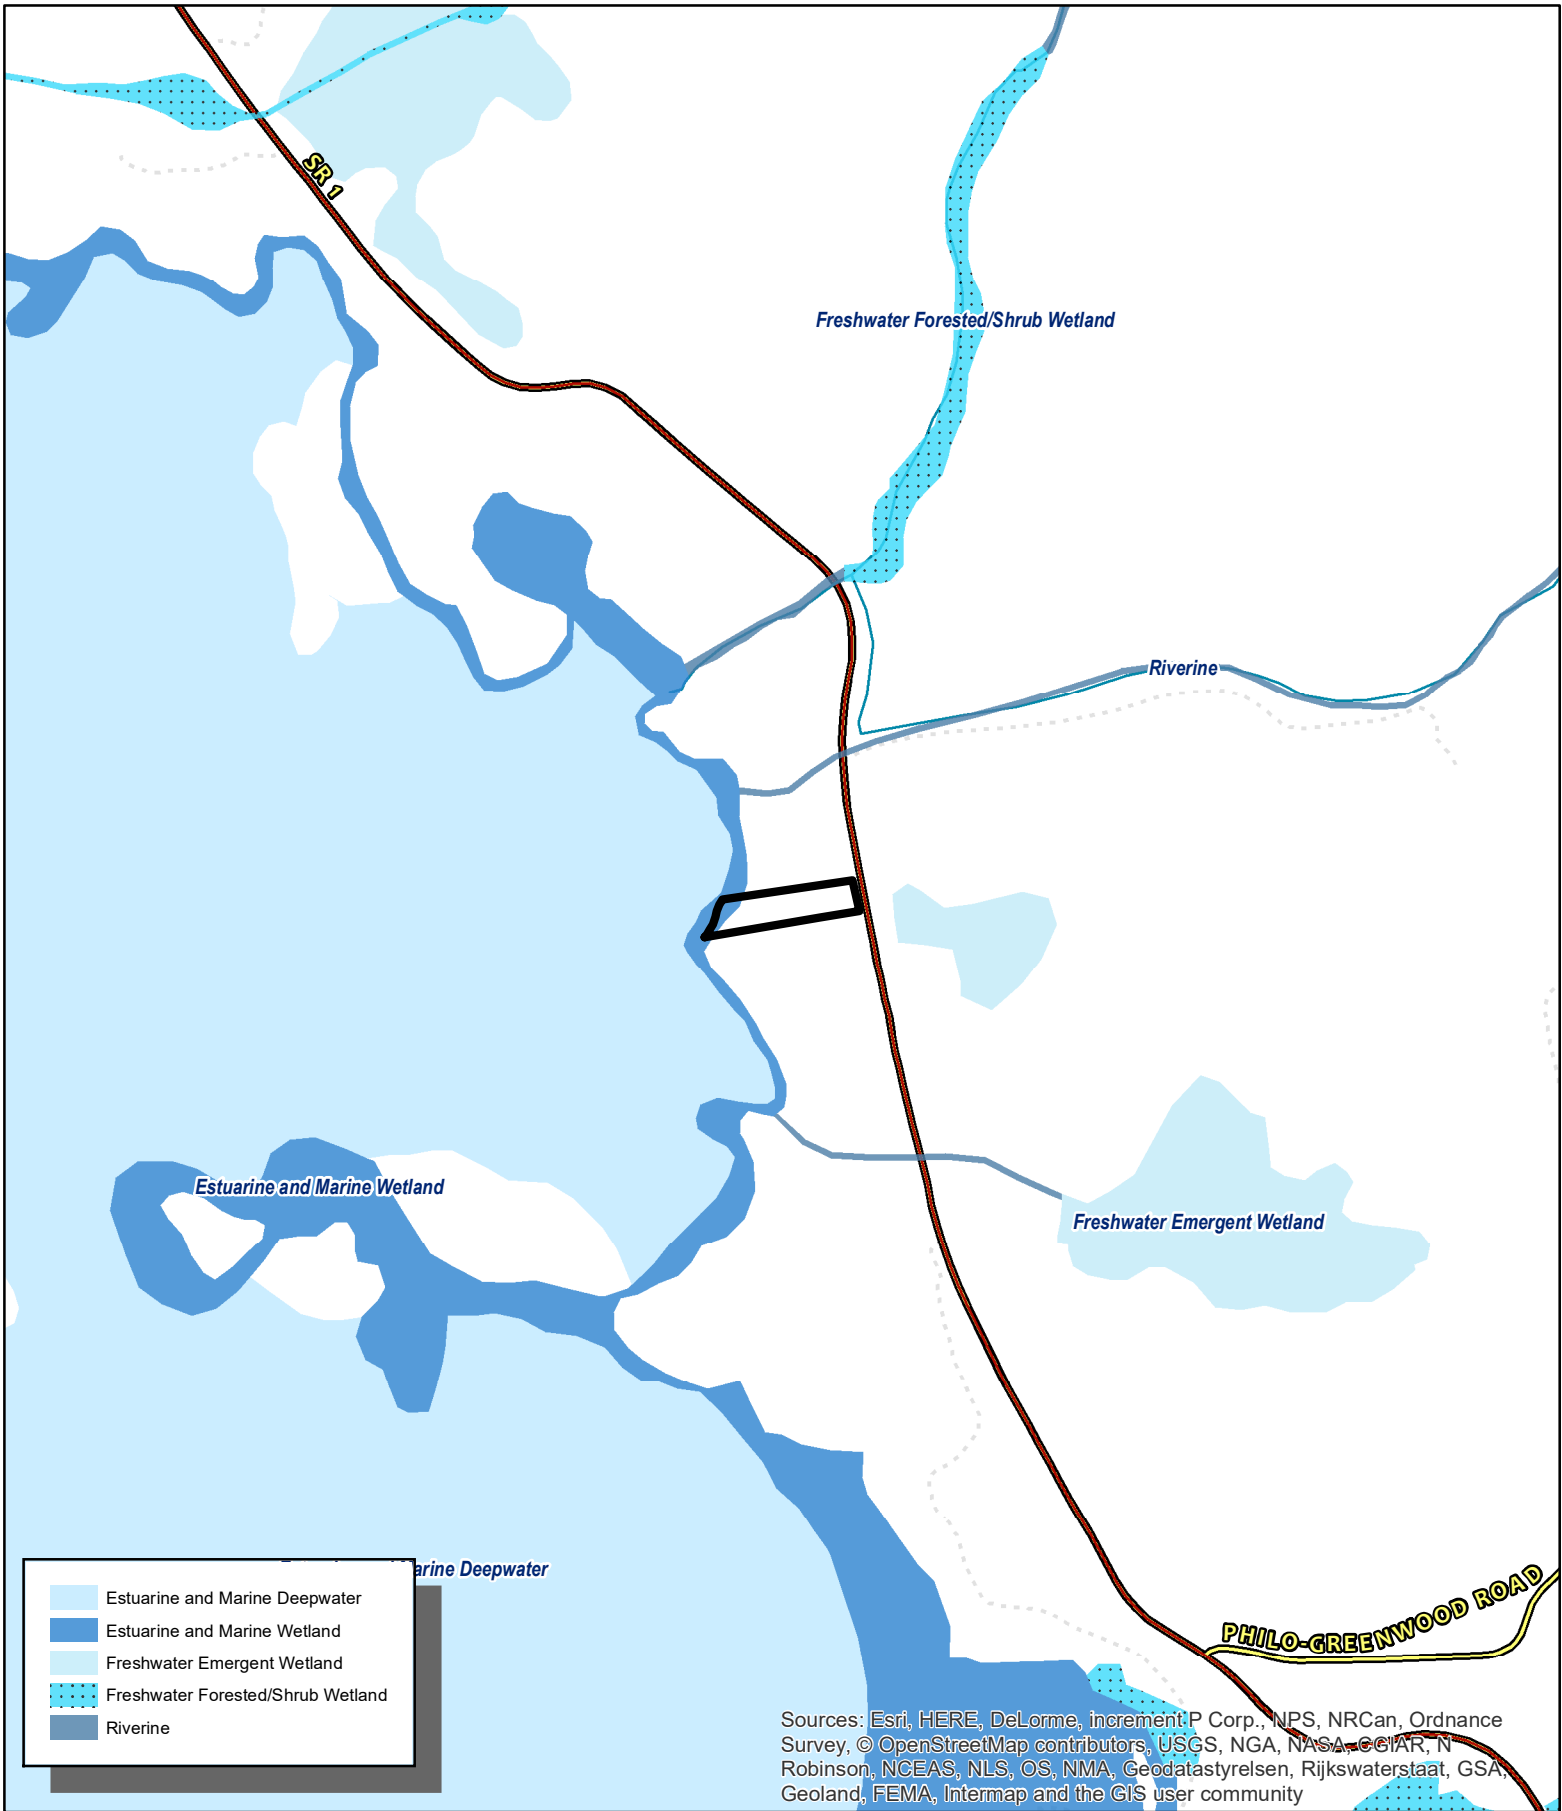 SR 1
Freshwater Forested/Shrub Wetland
Riverine
Estuarine and Marine Wetland
Freshwater Emergent Wetland
arine Deepwater
PHILO-GREENWOOD ROAD
Estuarine and Marine Deepwater
Estuarine and Marine Wetland
Freshwater Emergent Wetland
Freshwater Forested/Shrub Wetland
Riverine
Sources: Esri, HERE, DeLorme, increment P Corp., NPS, NRCan, Ordnance
Survey, © OpenStreetMap contributors, USGS, NGA, NASA, CGIAR, N
Robinson, NCEAS, NLS, OS, NMA, Geodatastyrelsen, Rijkswaterstaat, GSA,
Geoland, FEMA, Intermap and the GIS user community